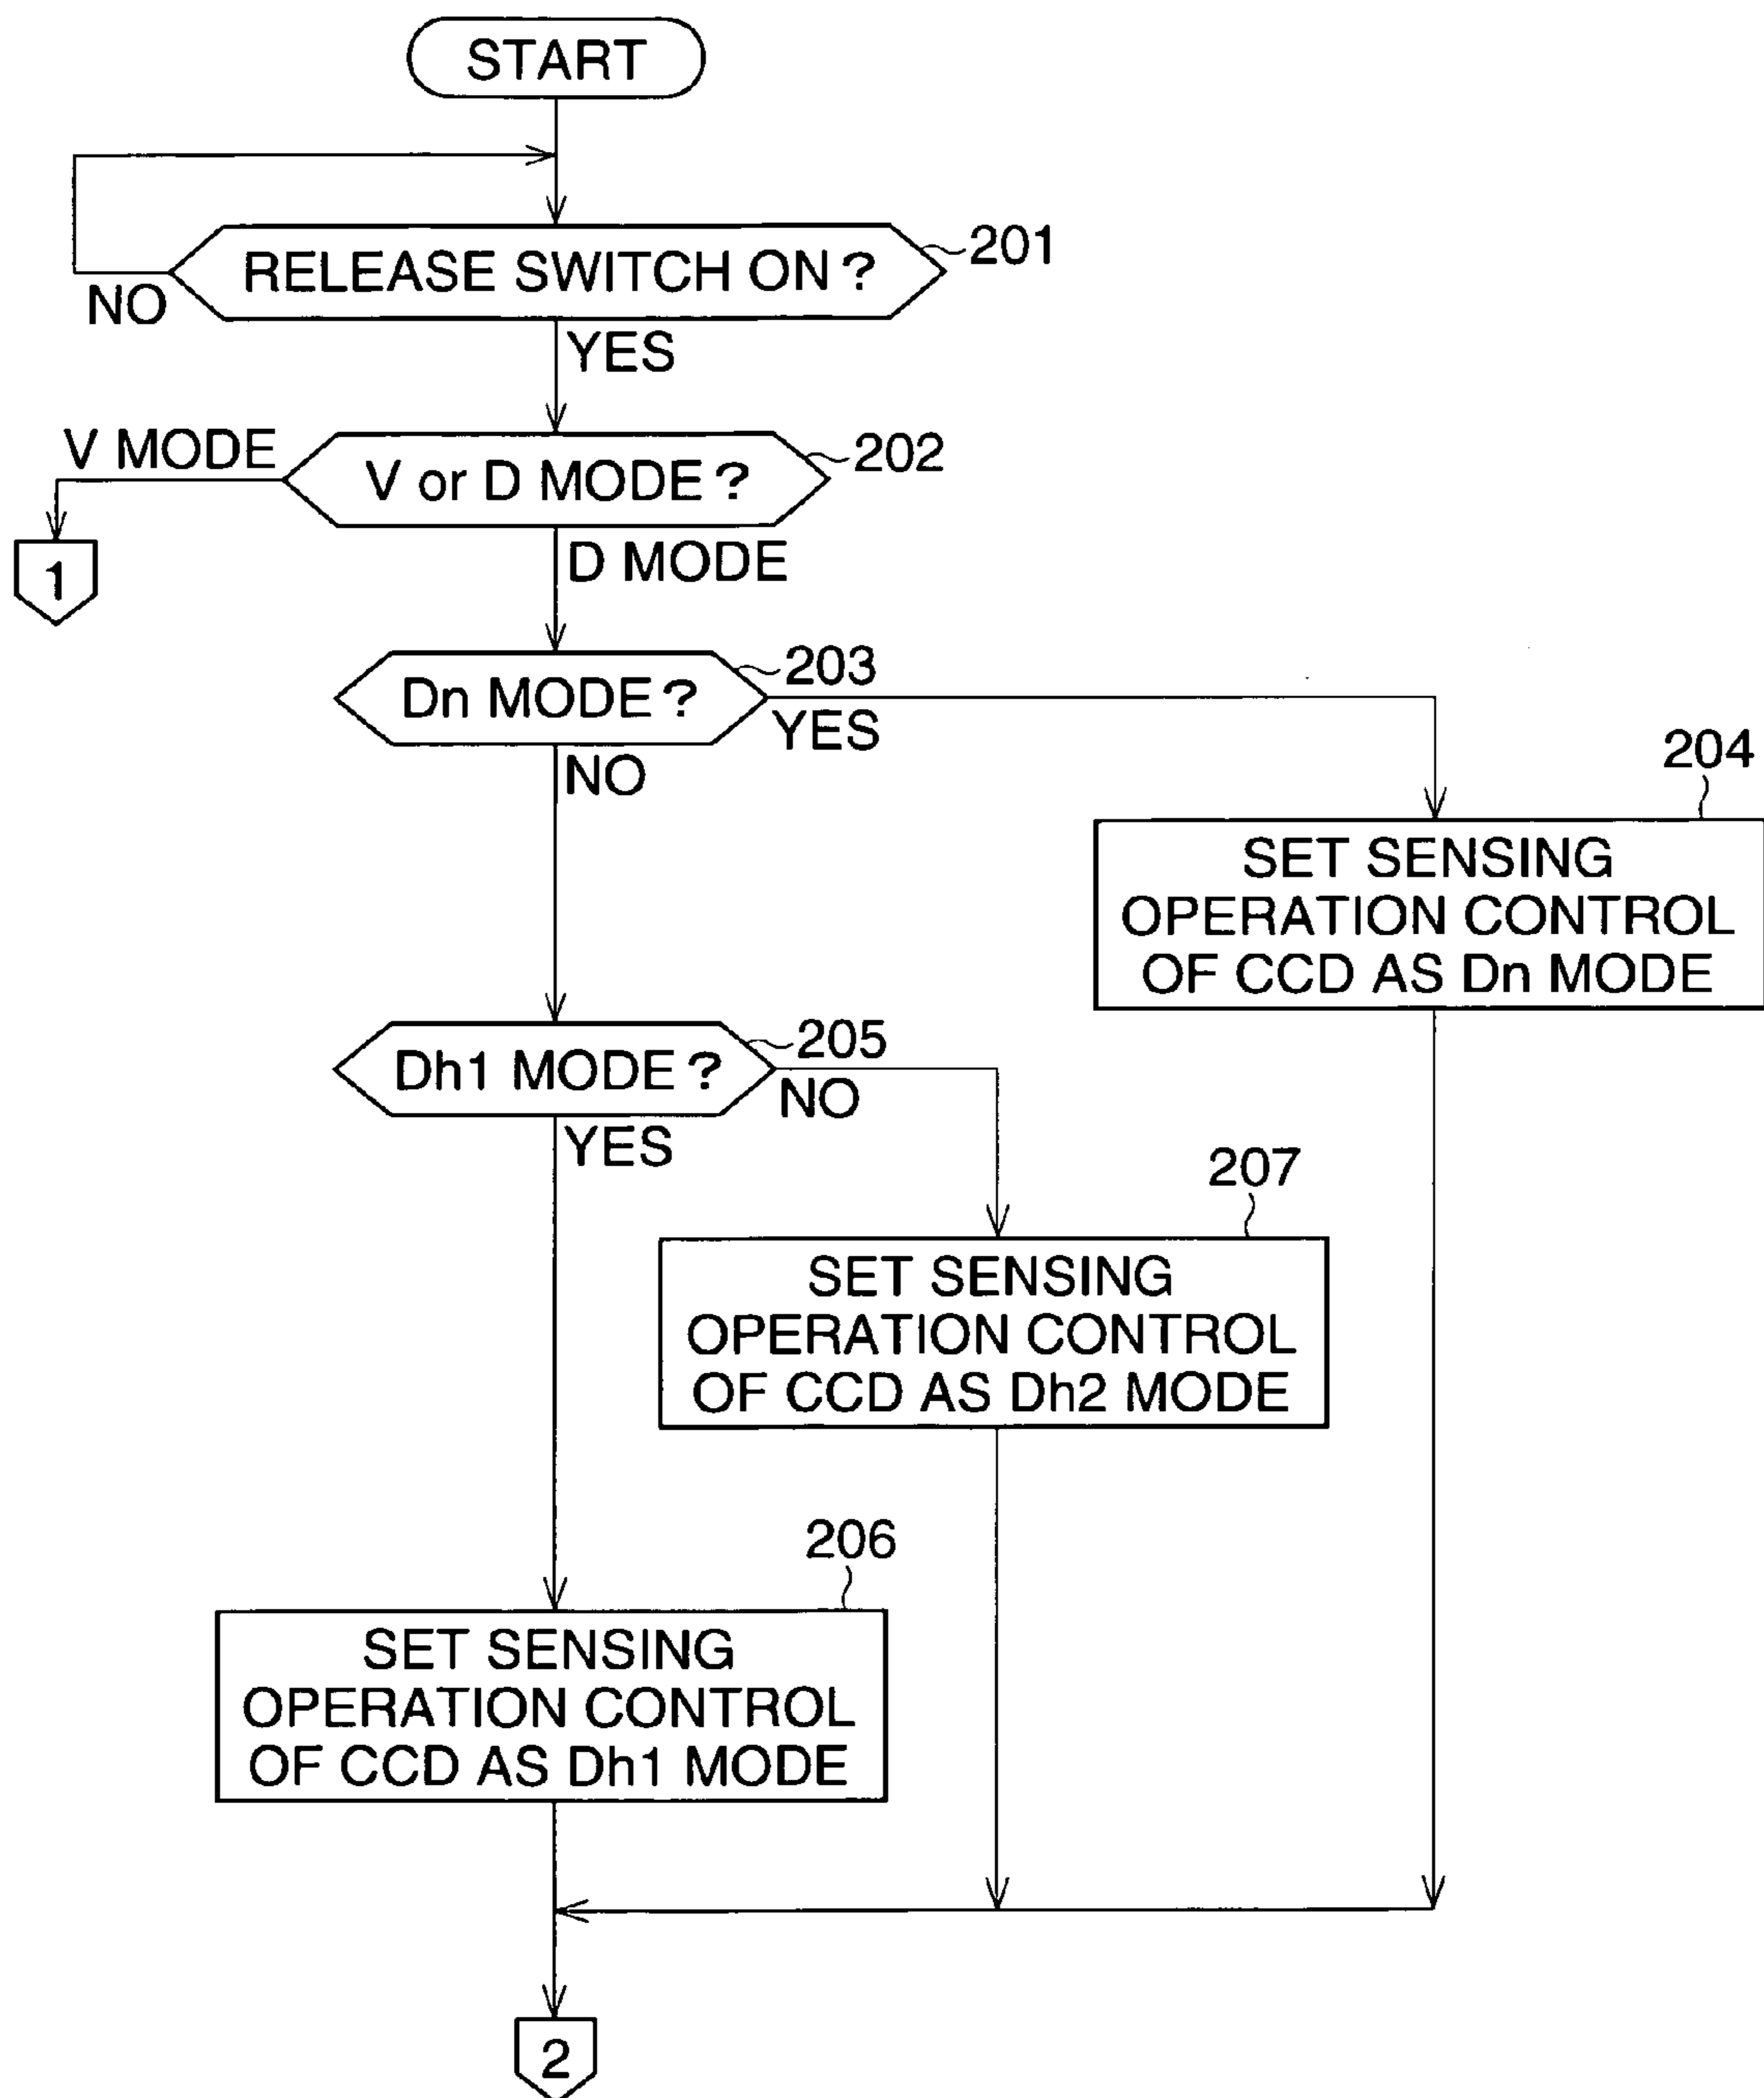 START
201
RELEASE SWITCH ON ?
NO
YES
V MODE
202
V or D MODE ?
1
D MODE
203
Dn MODE ?
YES
NO
204
SET SENSING
OPERATION CONTROL
OF CCD AS Dn MODE
205
Dh1 MODE ?
NO
YES
207
SET SENSING
OPERATION CONTROL
OF CCD AS Dh2 MODE
206
SET SENSING
OPERATION CONTROL
OF CCD AS Dh1 MODE
2